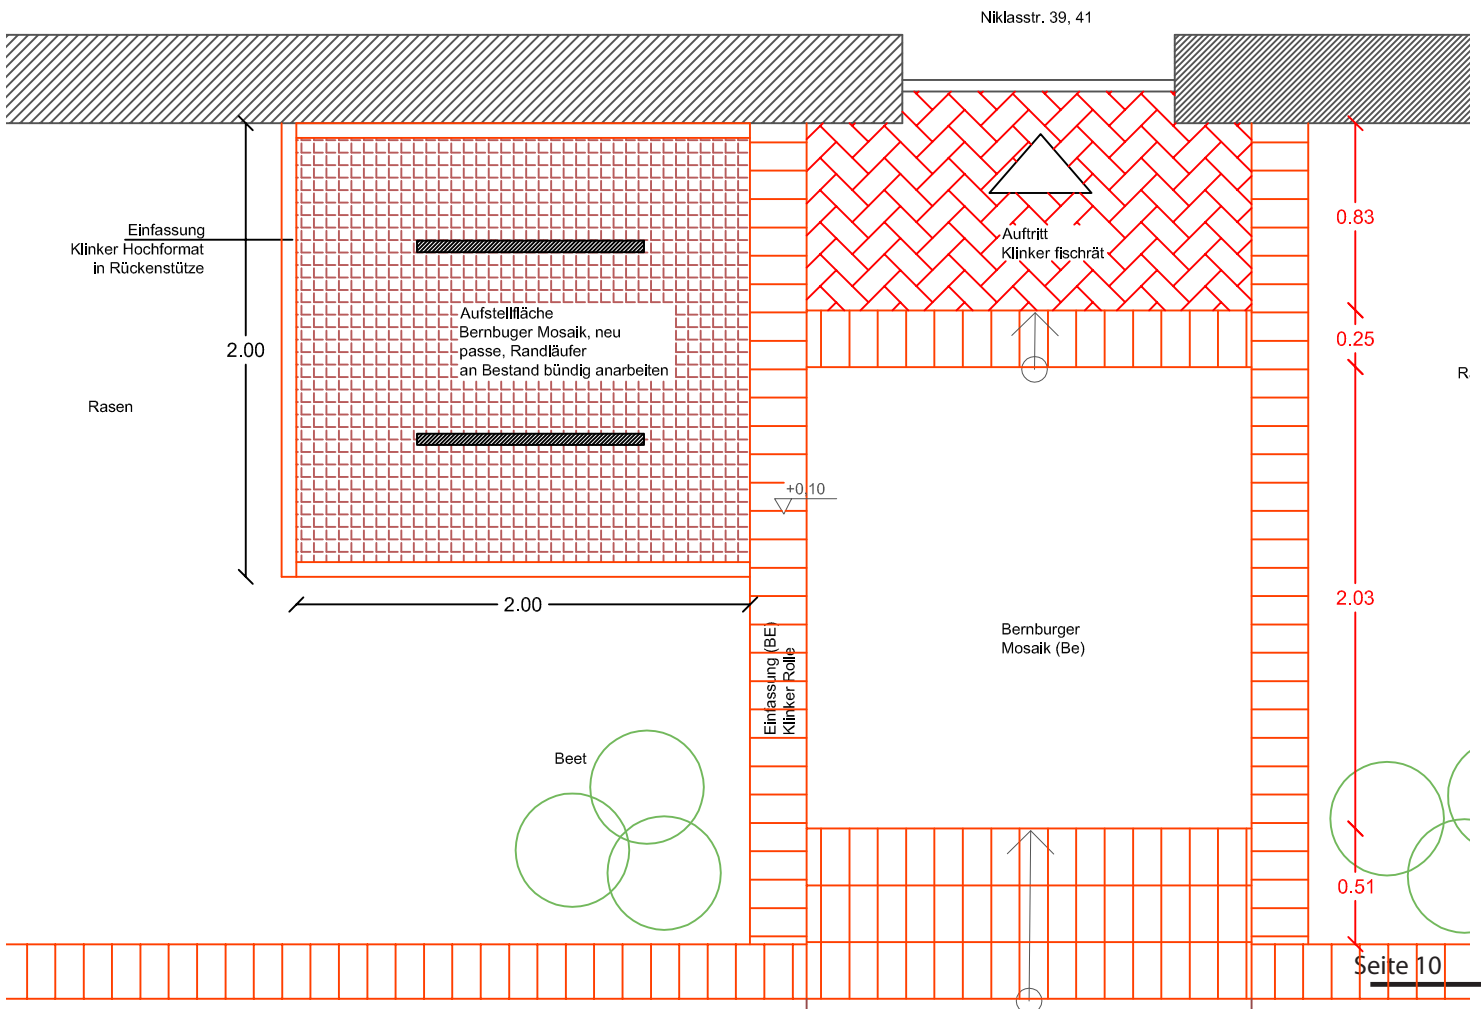 Niklasstr. 39, 41
Einfassung
Klinker Hochformat
in Rückenstütze
2.00
Rasen
Aufstellfläche
Bernbuger Mosaik, neu
passe, Randläufer
an Bestand bündig anarbeiten
2.00
Auftritt
Klinker fischrät
0.83
0.25
R
+0,10
2.03
Bernburger
Mosaik (Be)
Einfassung (BE)
Klinker Rolle
Beet
0.51
Seite 10